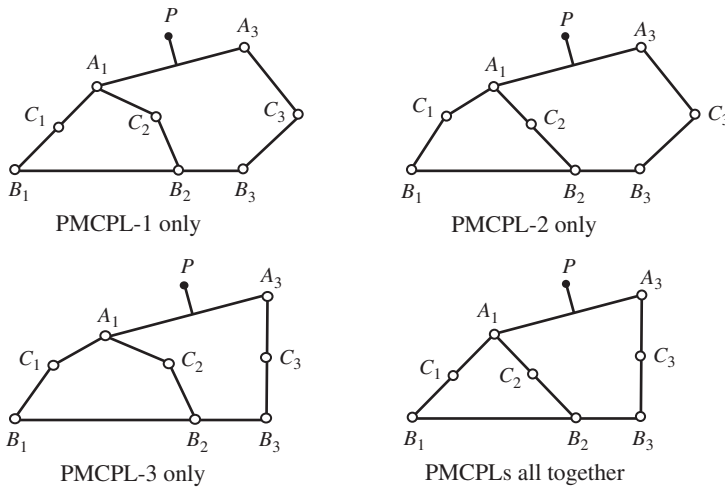 P
A3
A1
C1
C2
C3
B1
B2
B3
PMCPL-1 only
P
A3
A1
C1
C2
C3
B1
B2
B3
PMCPL-2 only
P
A3
A1
C1
C2
C3
B1
B2
B3
PMCPL-3 only
P
A3
A1
C1
C2
C3
B1
B2
B3
PMCPLs all together